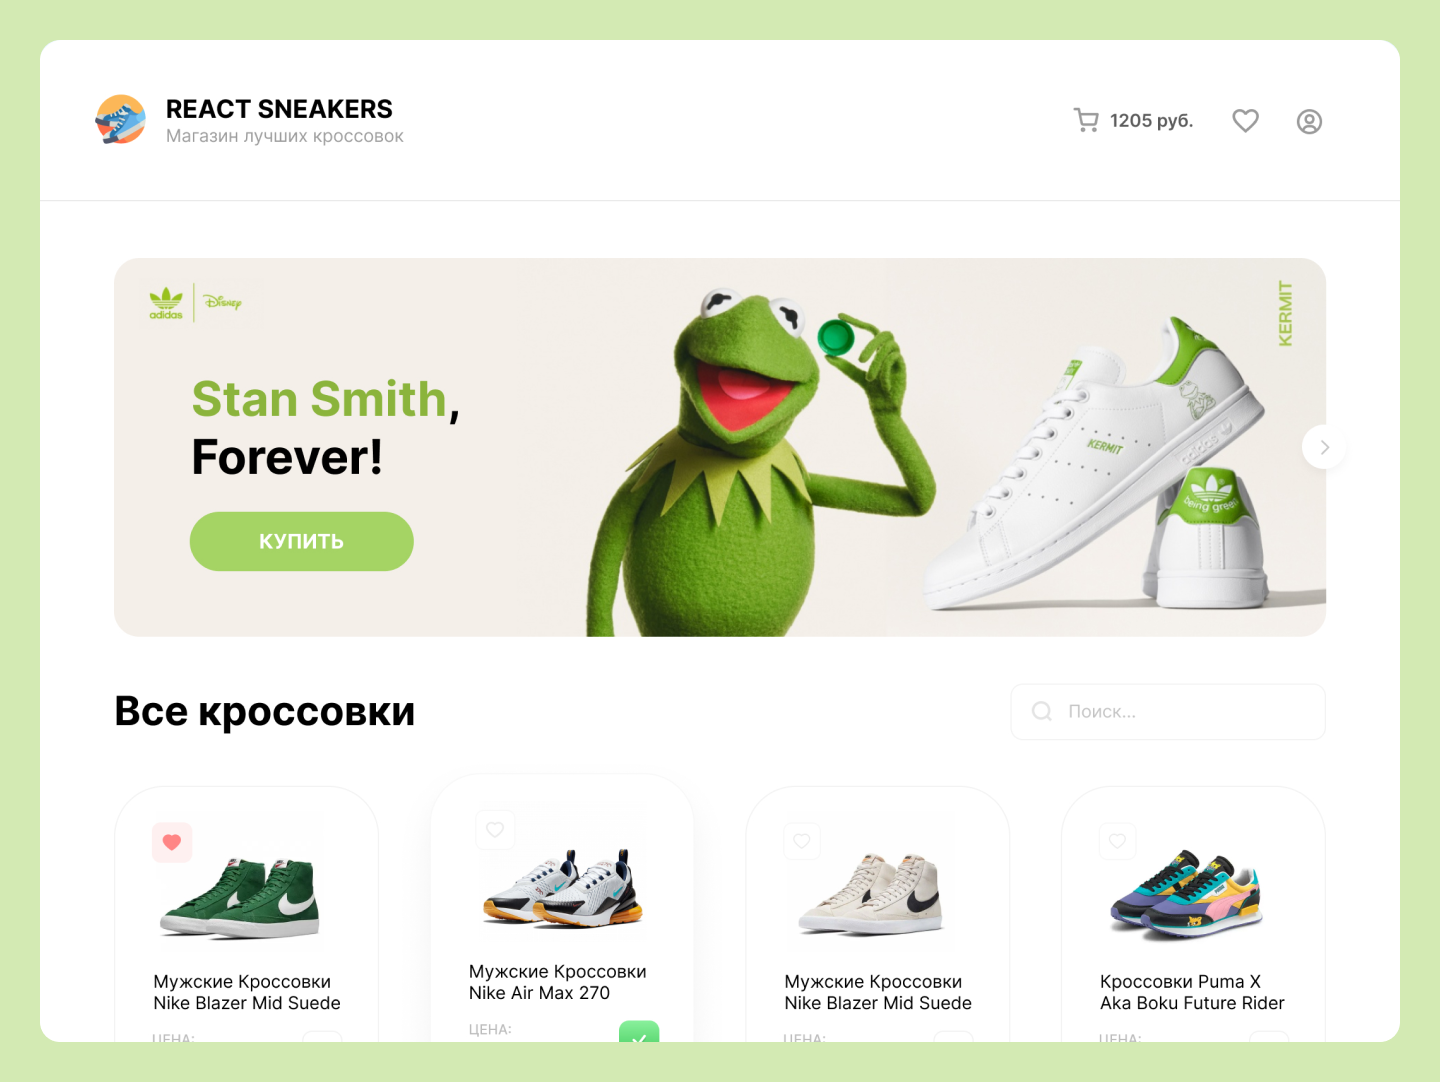 REACT SNEAKERS
Магазин лучших кроссовок
1205 руб.
adidas
Disney
KERMIT
Stan Smith,
Forever!
КУПИТЬ
KERMIT
adidas
being green
Все кроссовки
Поиск...
Мужские Кроссовки
Nike Blazer Mid Suede
ЦЕНА:
Мужские Кроссовки
Nike Air Max 270
ЦЕНА:
Мужские Кроссовки
Nike Blazer Mid Suede
ЦЕНА:
Кроссовки Puma X
Aka Boku Future Rider
ЦЕНА: